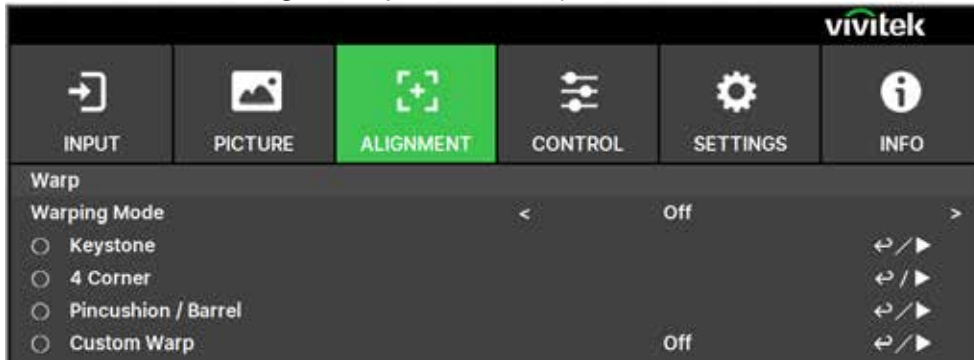 vivitek
INPUT PICTURE ALIGNMENT CONTROL SETTINGS INFO
Warp
Warping Mode < Off >
Keystone ↩/▶
4 Corner ↩/▶
Pincushion / Barrel ↩/▶
Custom Warp Off ↩/▶